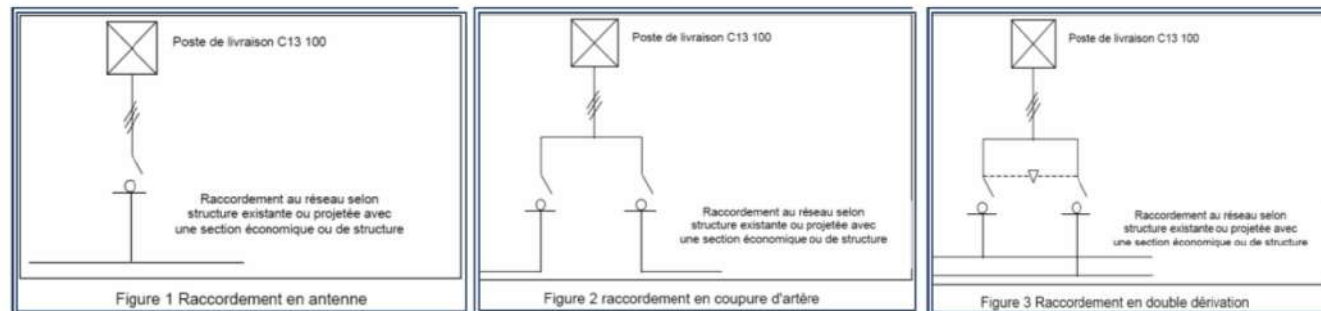 Poste de livraison C13 100
Raccordement au réseau selon
structure existante ou projetée avec
une section économique ou de structure
Figure 1 Raccordement en antenne
Poste de livraison C13 100
Raccordement au réseau selon
structure existante ou projetée avec
une section économique ou de structure
Figure 2 raccordement en coupure d'artère
Poste de livraison C13 100
Raccordement au réseau selon
structure existante ou projetée avec
une section économique ou de structure
Figure 3 Raccordement en double dérivation